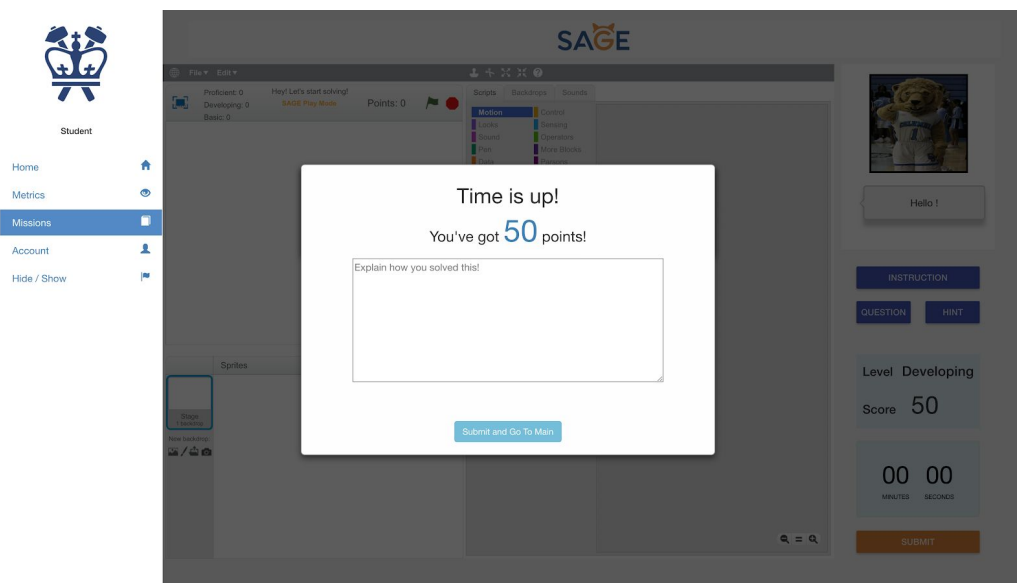 SAGE
Student
Home
Metrics
Missions
Account
Hide / Show
File Edit
Proficient: 0
Developing: 0
Basic: 0
Hey! Let's start solving!
SAGE Play Mode
Points: 0
Scripts Backdrops Sounds
Motion Control
Looks Sensing
Sound Operators
Pen More Blocks
Data
Time is up!
You've got 50 points!
Explain how you solved this!
Submit and Go To Main
Sprites
Stage
1 backdrop
New backdrop:
Hello !
INSTRUCTION
QUESTION HINT
Level Developing
Score 50
00 00
MINUTES SECONDS
SUBMIT